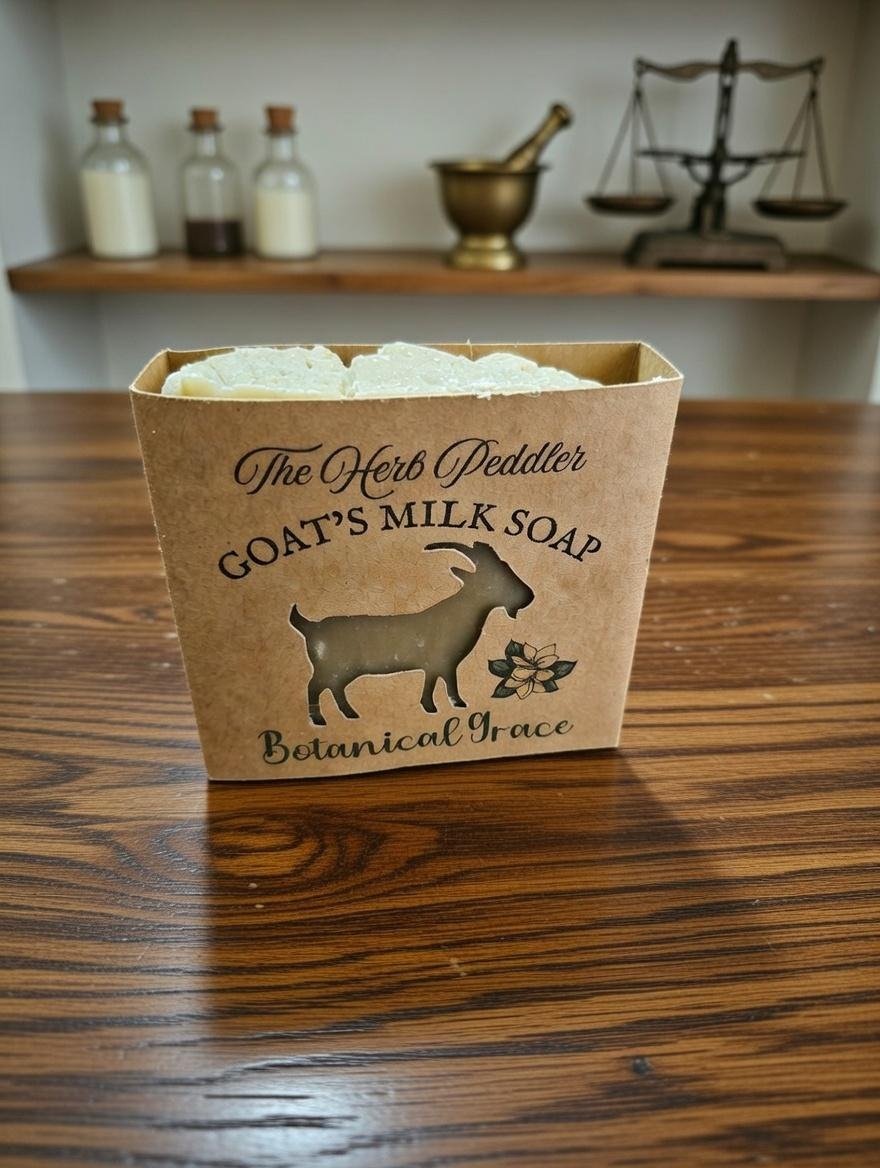 The Herb Peddler
GOAT'S MILK SOAP
Botanical Grace